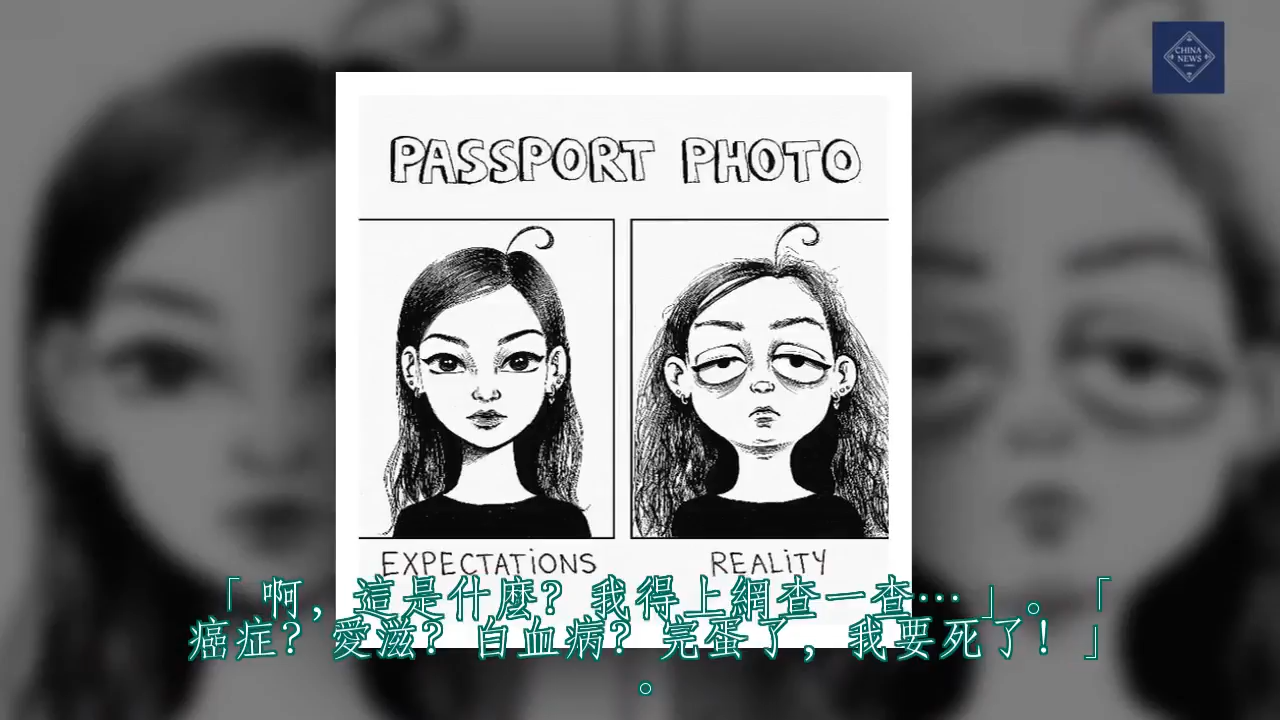 CHINA
NEWS
PASSPORT PHOTO
EXPECTATIONS
REALITY
「啊，這是什麼？我得上網查一查…」。「
癌症？愛滋？白血病？完蛋了，我要死了！」
。